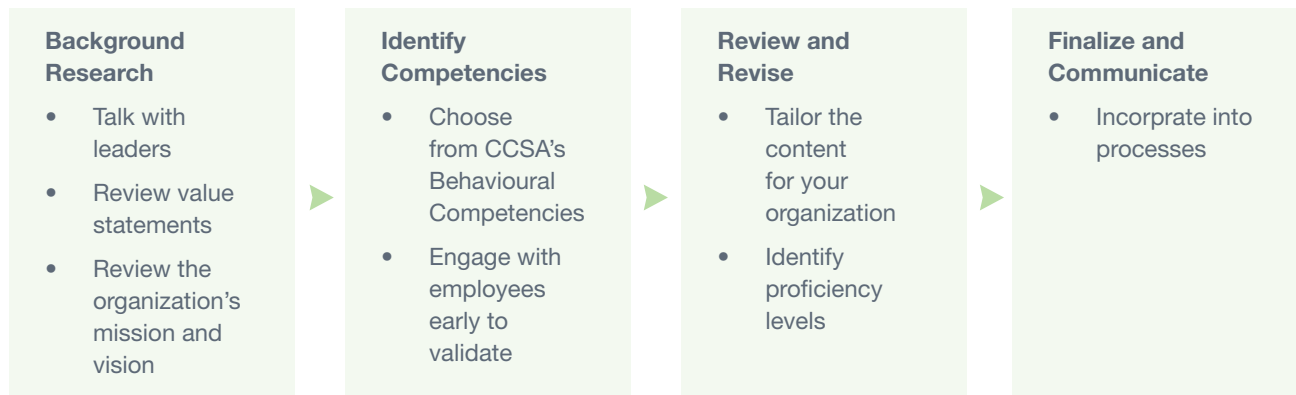 Background
Research
• Talk with
leaders
• Review value
statements
• Review the
organization's
mission and
vision
Identify
Competencies
• Choose
from CCSA's
Behavioural
Competencies
• Engage with
employees
early to
validate
Review and
Revise
• Tailor the
content
for your
organization
• Identify
proficiency
levels
Finalize and
Communicate
• Incorprate into
processes